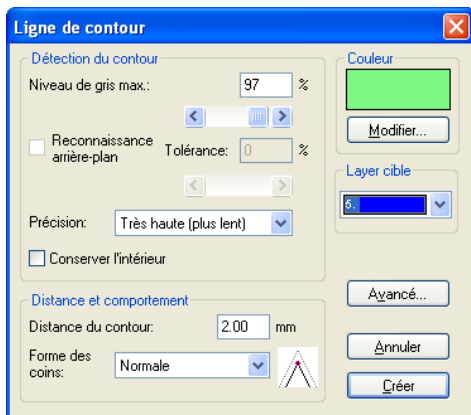 Ligne de contour
Détection du contour
Niveau de gris max.: 97 %
Reconnaissance
arrière-plan
Tolérance: 0 %
Précision: Très haute (plus lent)
Conserver l'intérieur
Distance et comportement
Distance du contour: 2.00 mm
Forme des
coins:
Normale
Couleur
Modifier...
Layer cible
5.
Avancé...
Annuler
Créer